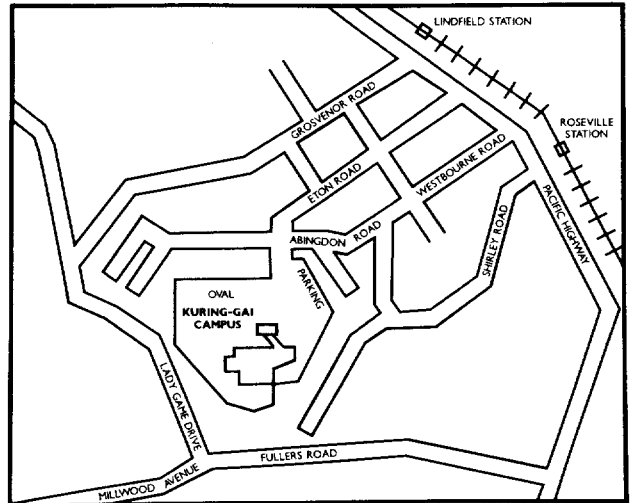 LINDFIELD STATION
ROSEVILLE
STATION
GROSVENOR ROAD
ETON ROAD
WESTBOURNE ROAD
PACIFIC HIGHWAY
ABINGDON ROAD
SHIRLEY ROAD
PARKING
OVAL
KURING-GAI
CAMPUS
LADY GAME DRIVE
FULLERS ROAD
MILLWOOD AVENUE